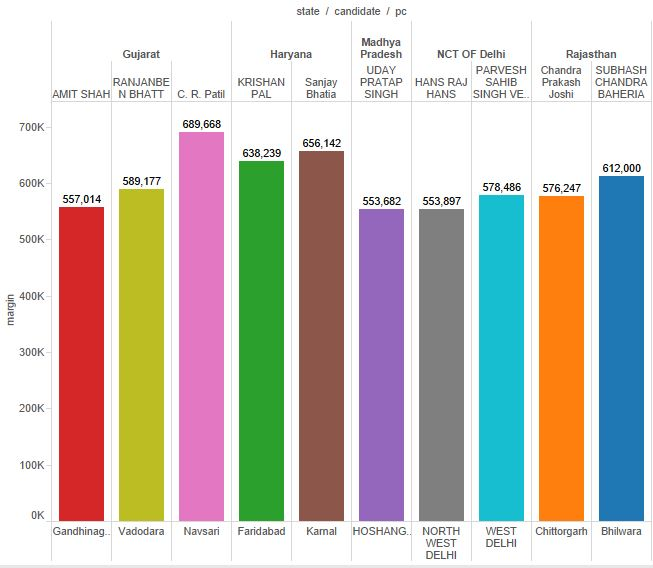 state / candidate / pc
Gujarat
Haryana
Madhya
Pradesh
NCT OF Delhi
Rajasthan
AMIT SHAH
RANJANBE
N BHATT
C. R. Patil
KRISHAN
PAL
Sanjay
Bhatia
UDAY
PRATAP
SINGH
HANS RAJ
HANS
PARVESH
SAHIB
SINGH VE..
Chandra
Prakash
Joshi
SUBHASH
CHANDRA
BAHERIA
margin
700K
600K
500K
400K
300K
200K
100K
0K
557,014
589,177
689,668
638,239
656,142
553,682
553,897
578,486
576,247
612,000
Gandhinag..
Vadodara
Navsari
Faridabad
Karnal
HOSHANG..
NORTH
WEST
DELHI
WEST
DELHI
Chittorgarh
Bhilwara